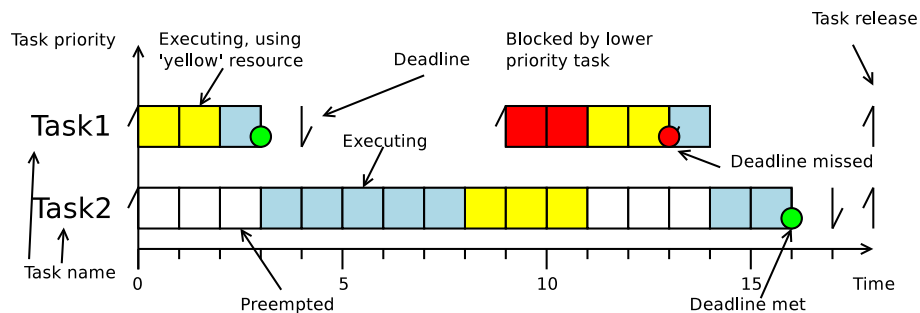 Task release
Task priority
Executing, using
'yellow' resource
Deadline
Blocked by lower
priority task
Task1
Executing
Deadline missed
Task2
Task name
0
5
10
15
Time
Preempted
Deadline met